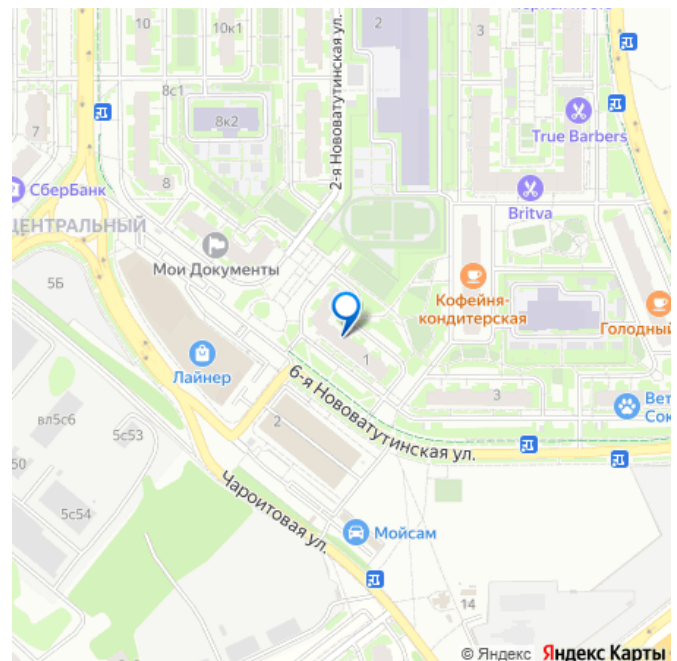 10
10к1
2
3
2-я Нововатутинская ул.
8с1
8к2
True Barbers
7
8
СберБанк
Britva
ЦЕНТРАЛЬНЫЙ
Мои Документы
5Б
Кофейня-
кондитерская
Голодный
1
Лайнер
6-я Нововатутинская ул.
3
Вет
Сок
вл5с6
5с53
2
50
5с54
Чароитовая ул.
Мойсам
14
© Яндекс Яндекс Карты